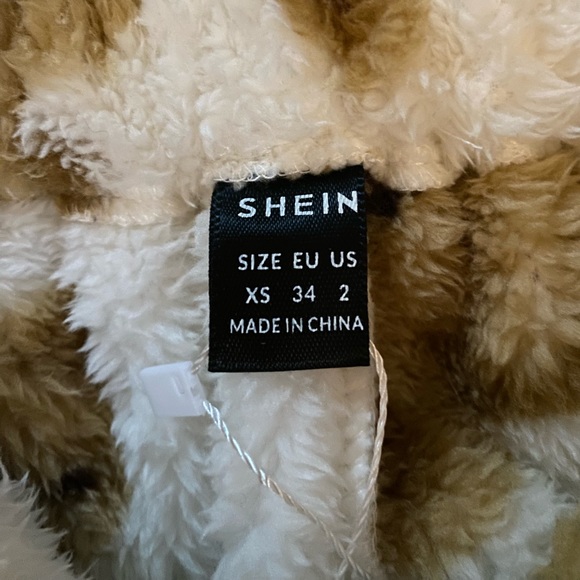 SHEIN
SIZE EU US
XS 34 2
MADE IN CHINA